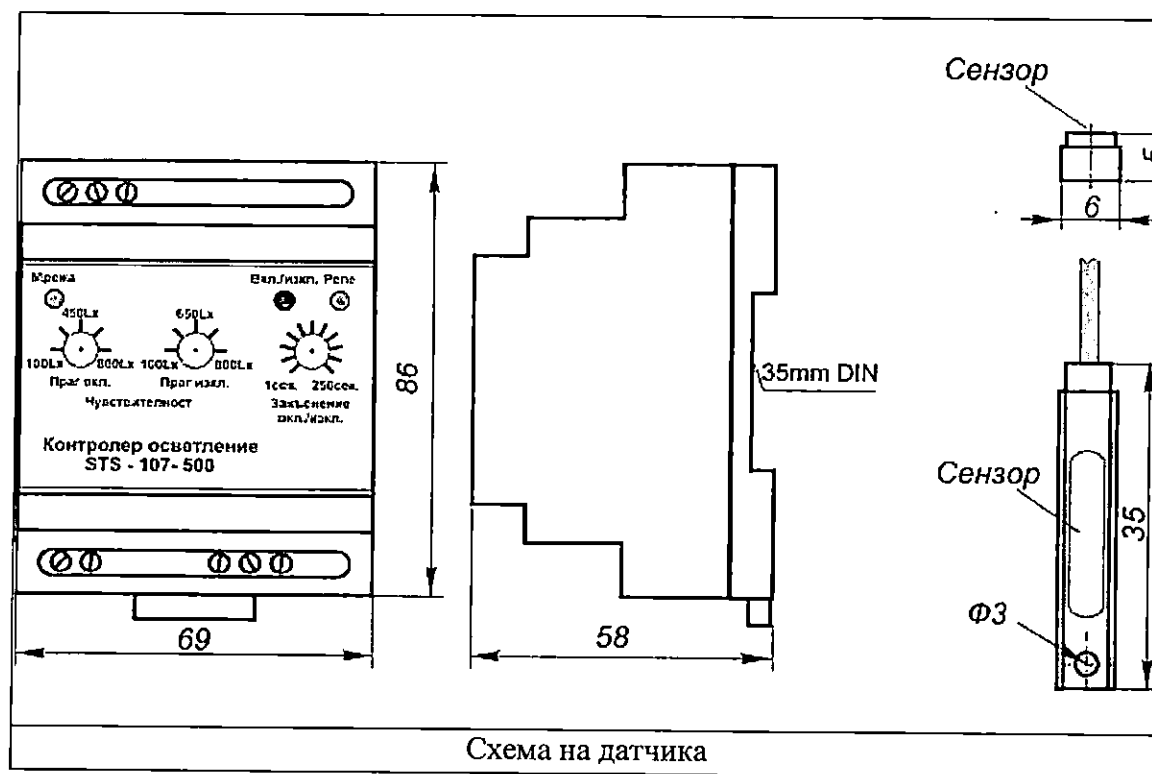 Сензор
5
6
Мрежа
Вкл./изкл. Реле
450Lx
650Lx
100Lx 800Lx 100Lx 800Lx
Праг вкл. Праг изкл.
1сек. 250сек.
Чувствителност
Закъснение
вкл./изкл.
Контролер осветление
STS - 107- 500
86
35mm DIN
Сензор
35
Ф3
69
58
Схема на датчика